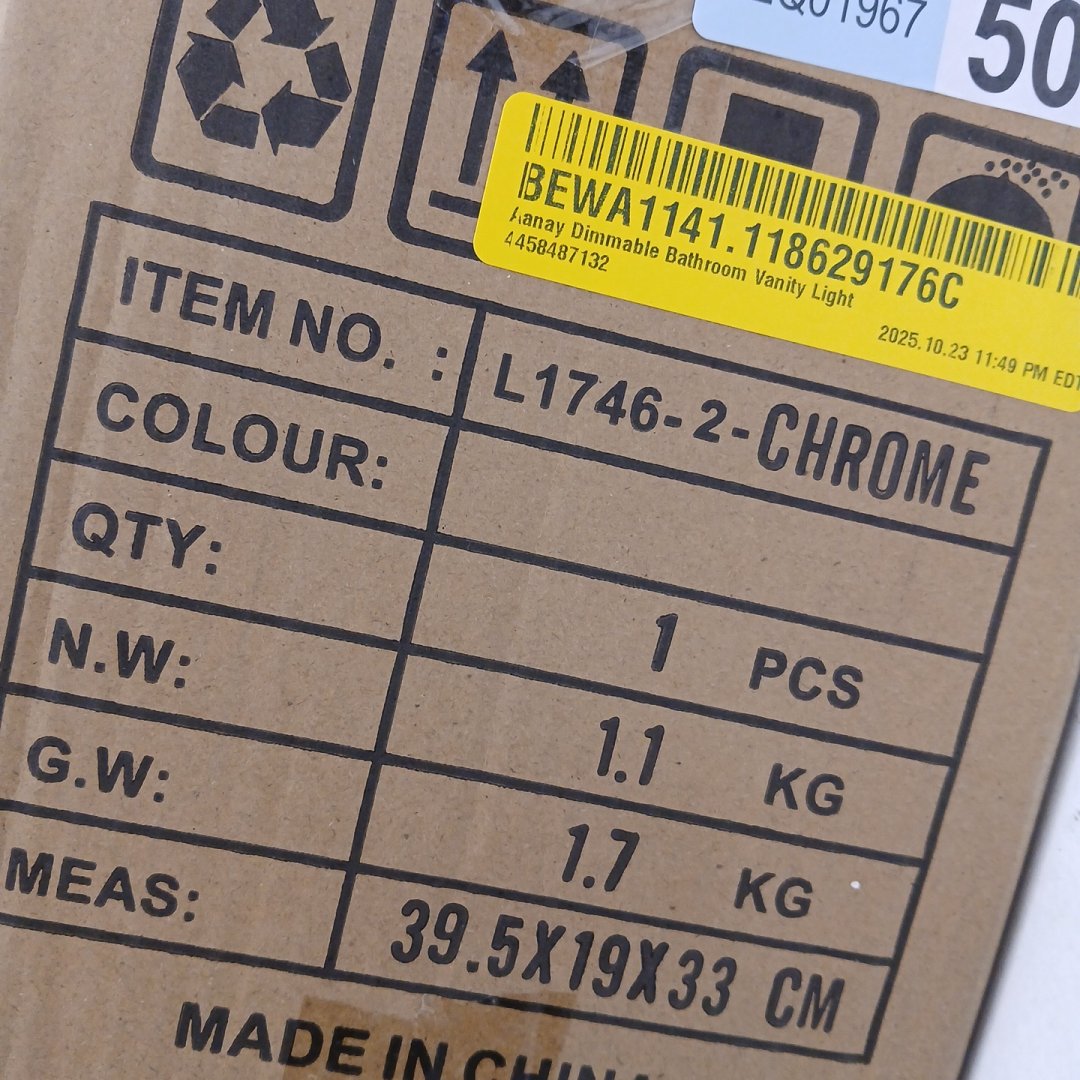 01967
50
BEWA1141.118629176C
Aanay Dimmable Bathroom Vanity Light
4458487132
2025.10.23 11:49 PM EDT
ITEM NO. : L1746-2-CHROME
COLOUR:
QTY: 1 PCS
N.W: 1.1 KG
G.W: 1.7 KG
MEAS: 39.5X19X33 CM
MADE IN CHINA